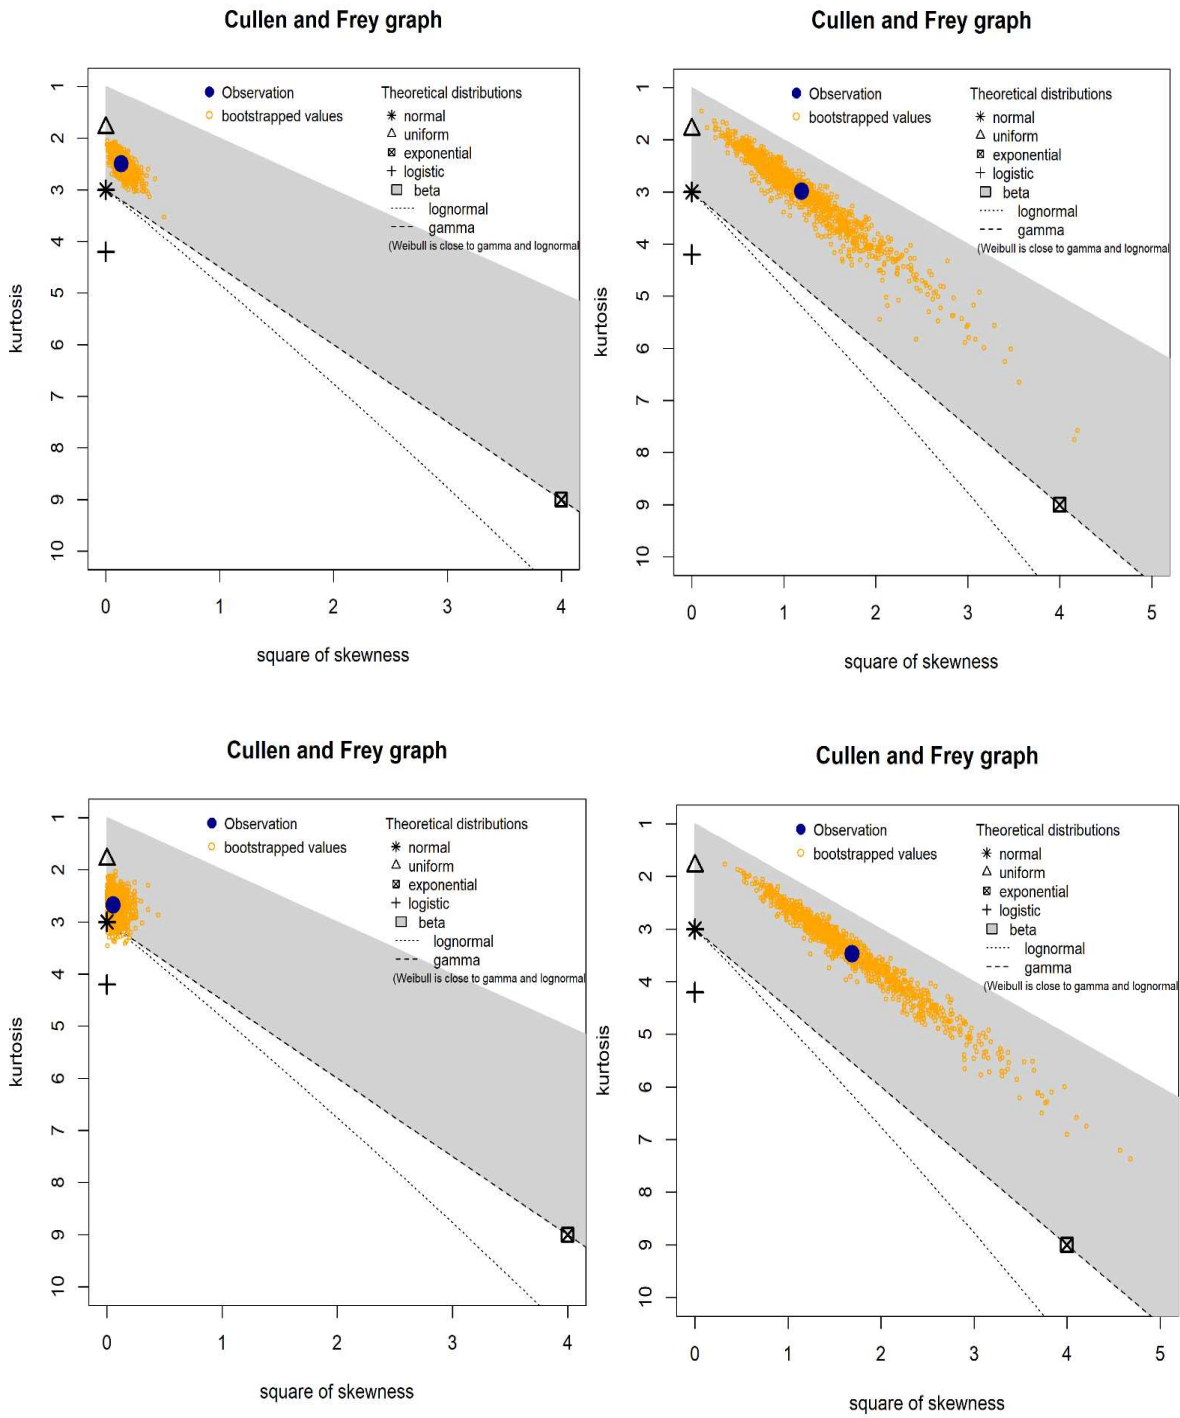 Cullen and Frey graph
Observation
bootstrapped values
Theoretical distributions
normal
uniform
exponential
logistic
beta
lognormal
gamma
(Weibull is close to gamma and lognormal
kurtosis
1
2
3
4
5
6
7
8
9
10
0 1 2 3 4
square of skewness
Cullen and Frey graph
Observation
bootstrapped values
Theoretical distributions
normal
uniform
exponential
logistic
beta
lognormal
gamma
(Weibull is close to gamma and lognormal
kurtosis
1
2
3
4
5
6
7
8
9
10
0 1 2 3 4 5
square of skewness
Cullen and Frey graph
Observation
bootstrapped values
Theoretical distributions
normal
uniform
exponential
logistic
beta
lognormal
gamma
(Weibull is close to gamma and lognormal
kurtosis
1
2
3
4
5
6
7
8
9
10
0 1 2 3 4
square of skewness
Cullen and Frey graph
Observation
bootstrapped values
Theoretical distributions
normal
uniform
exponential
logistic
beta
lognormal
gamma
(Weibull is close to gamma and lognormal
kurtosis
1
2
3
4
5
6
7
8
9
10
0 1 2 3 4 5
square of skewness